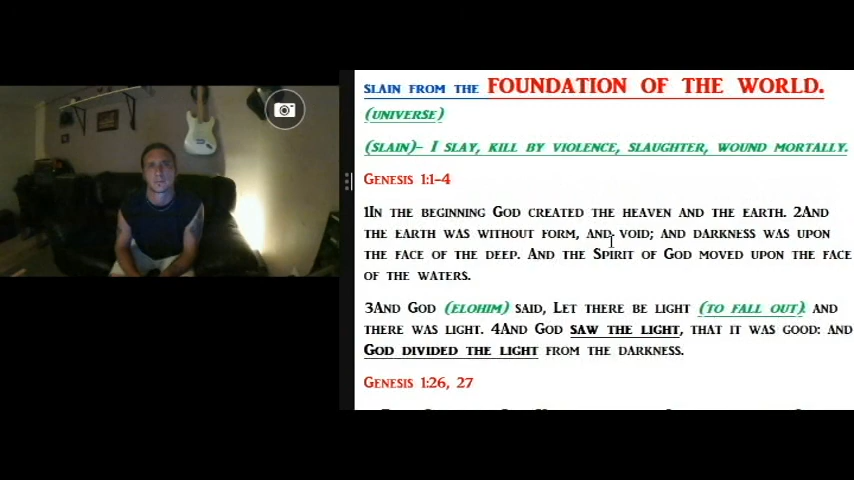 SLAIN FROM THE FOUNDATION OF THE WORLD.
(UNIVERSE)
(SLAIN)– I SLAY, KILL BY VIOLENCE, SLAUGHTER, WOUND MORTALLY.
GENESIS 1:1–4
1IN THE BEGINNING GOD CREATED THE HEAVEN AND THE EARTH. 2AND
THE EARTH WAS WITHOUT FORM, AND VOID; AND DARKNESS WAS UPON
THE FACE OF THE DEEP. AND THE SPIRIT OF GOD MOVED UPON THE FACE
OF THE WATERS.
3AND GOD (ELOHIM) SAID, LET THERE BE LIGHT (TO FALL OUT): AND
THERE WAS LIGHT. 4AND GOD SAW THE LIGHT, THAT IT WAS GOOD: AND
GOD DIVIDED THE LIGHT FROM THE DARKNESS.
GENESIS 1:26, 27